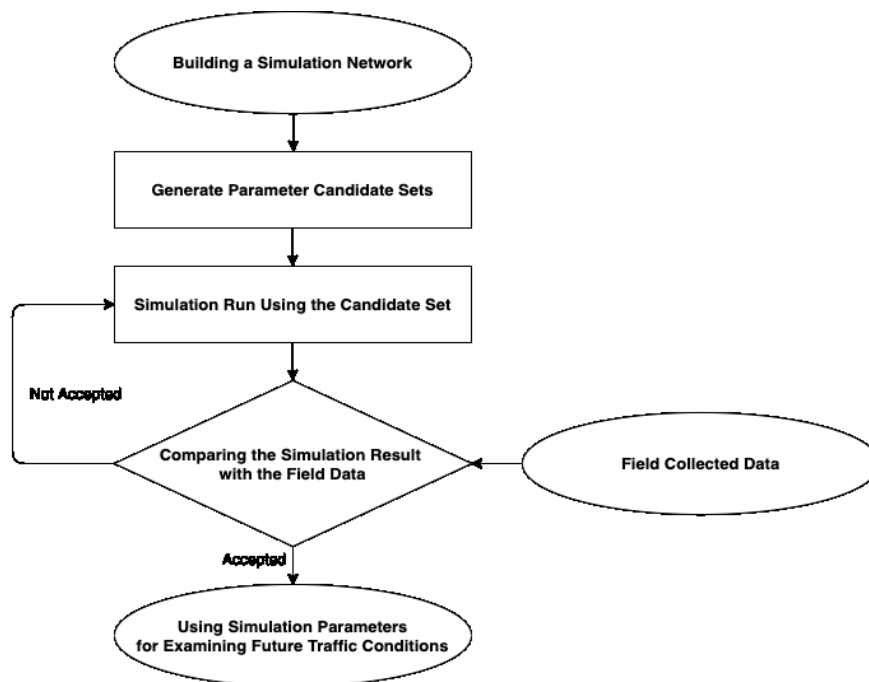 Building a Simulation Network
Generate Parameter Candidate Sets
Simulation Run Using the Candidate Set
Not Accepted
Comparing the Simulation Result
with the Field Data
Field Collected Data
Accepted
Using Simulation Parameters
for Examining Future Traffic Conditions